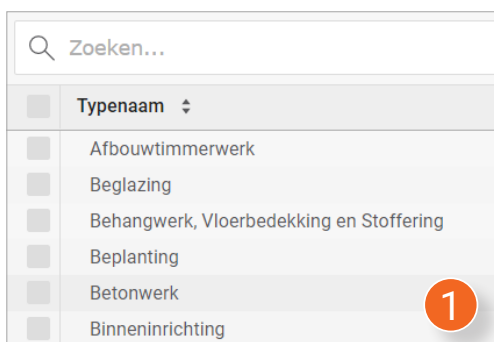 Zoeken...
Typenaam
Afbouwtimmerwerk
Beglazing
Behangwerk, Vloerbedekking en Stoffering
Beplanting
Betonwerk
1
Binneninrichting